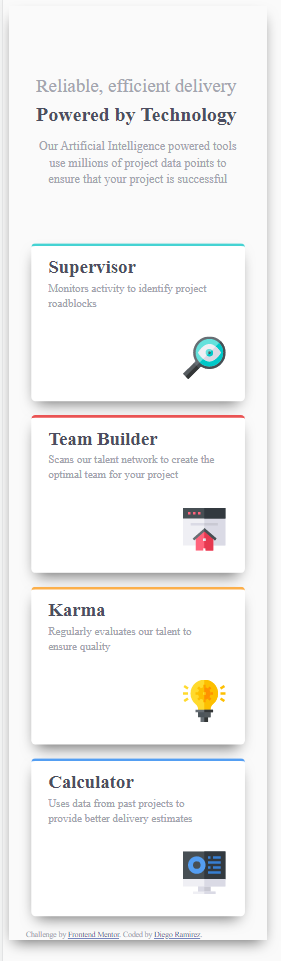 Reliable, efficient delivery
Powered by Technology
Our Artificial Intelligence powered tools
use millions of project data points to
ensure that your project is successful
Supervisor
Monitors activity to identify project
roadblocks
Team Builder
Scans our talent network to create the
optimal team for your project
Karma
Regularly evaluates our talent to
ensure quality
Calculator
Uses data from past projects to
provide better delivery estimates
Challenge by Frontend Mentor. Coded by Diego Ramirez.